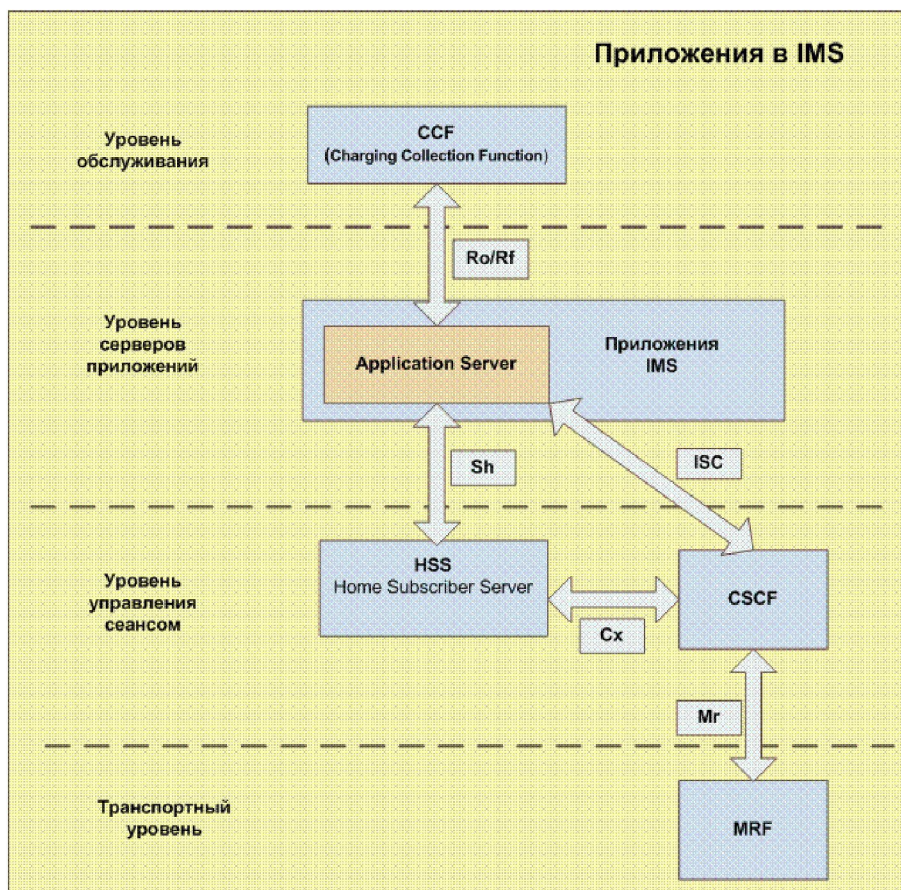 Приложения в IMS
Уровень
обслуживания
CCF
(Charging Collection Function)
Ro/Rf
Уровень
серверов
приложений
Application Server
Приложения
IMS
Sh
ISC
Уровень
управления
сеансом
HSS
Home Subscriber Server
Cx
CSCF
Mr
Транспортный
уровень
MRF